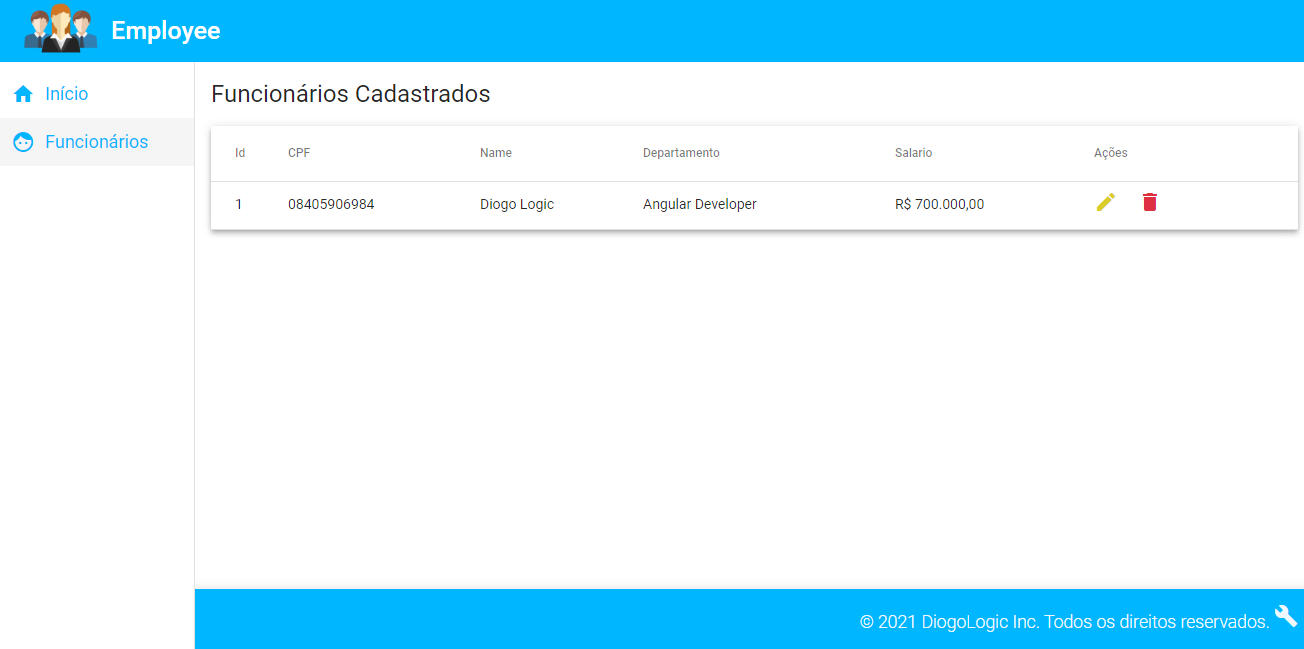 Employee
Início
Funcionários
Funcionários Cadastrados
Id CPF Name Departamento Salario Ações
1 08405906984 Diogo Logic Angular Developer R$ 700.000,00
© 2021 DiogoLogic Inc. Todos os direitos reservados.